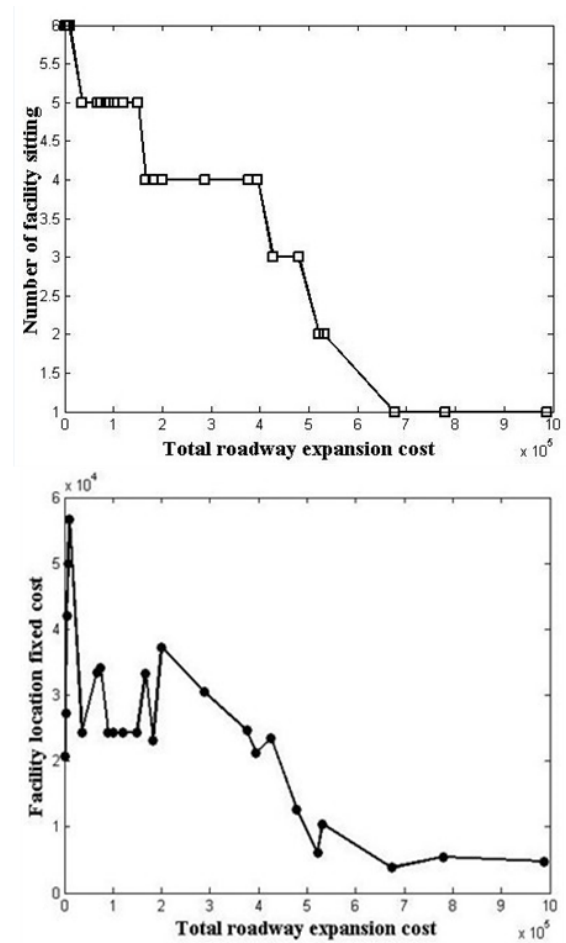 6
5.5
5
4.5
4
3.5
3
2.5
2
1.5
1
Number of facility sitting
0 1 2 3 4 5 6 7 8 9 10
Total roadway expansion cost
x 10^5
x 10^4
6
5
4
3
2
1
0
Facility location fixed cost
0 1 2 3 4 5 6 7 8 9 10
Total roadway expansion cost
x 10^5